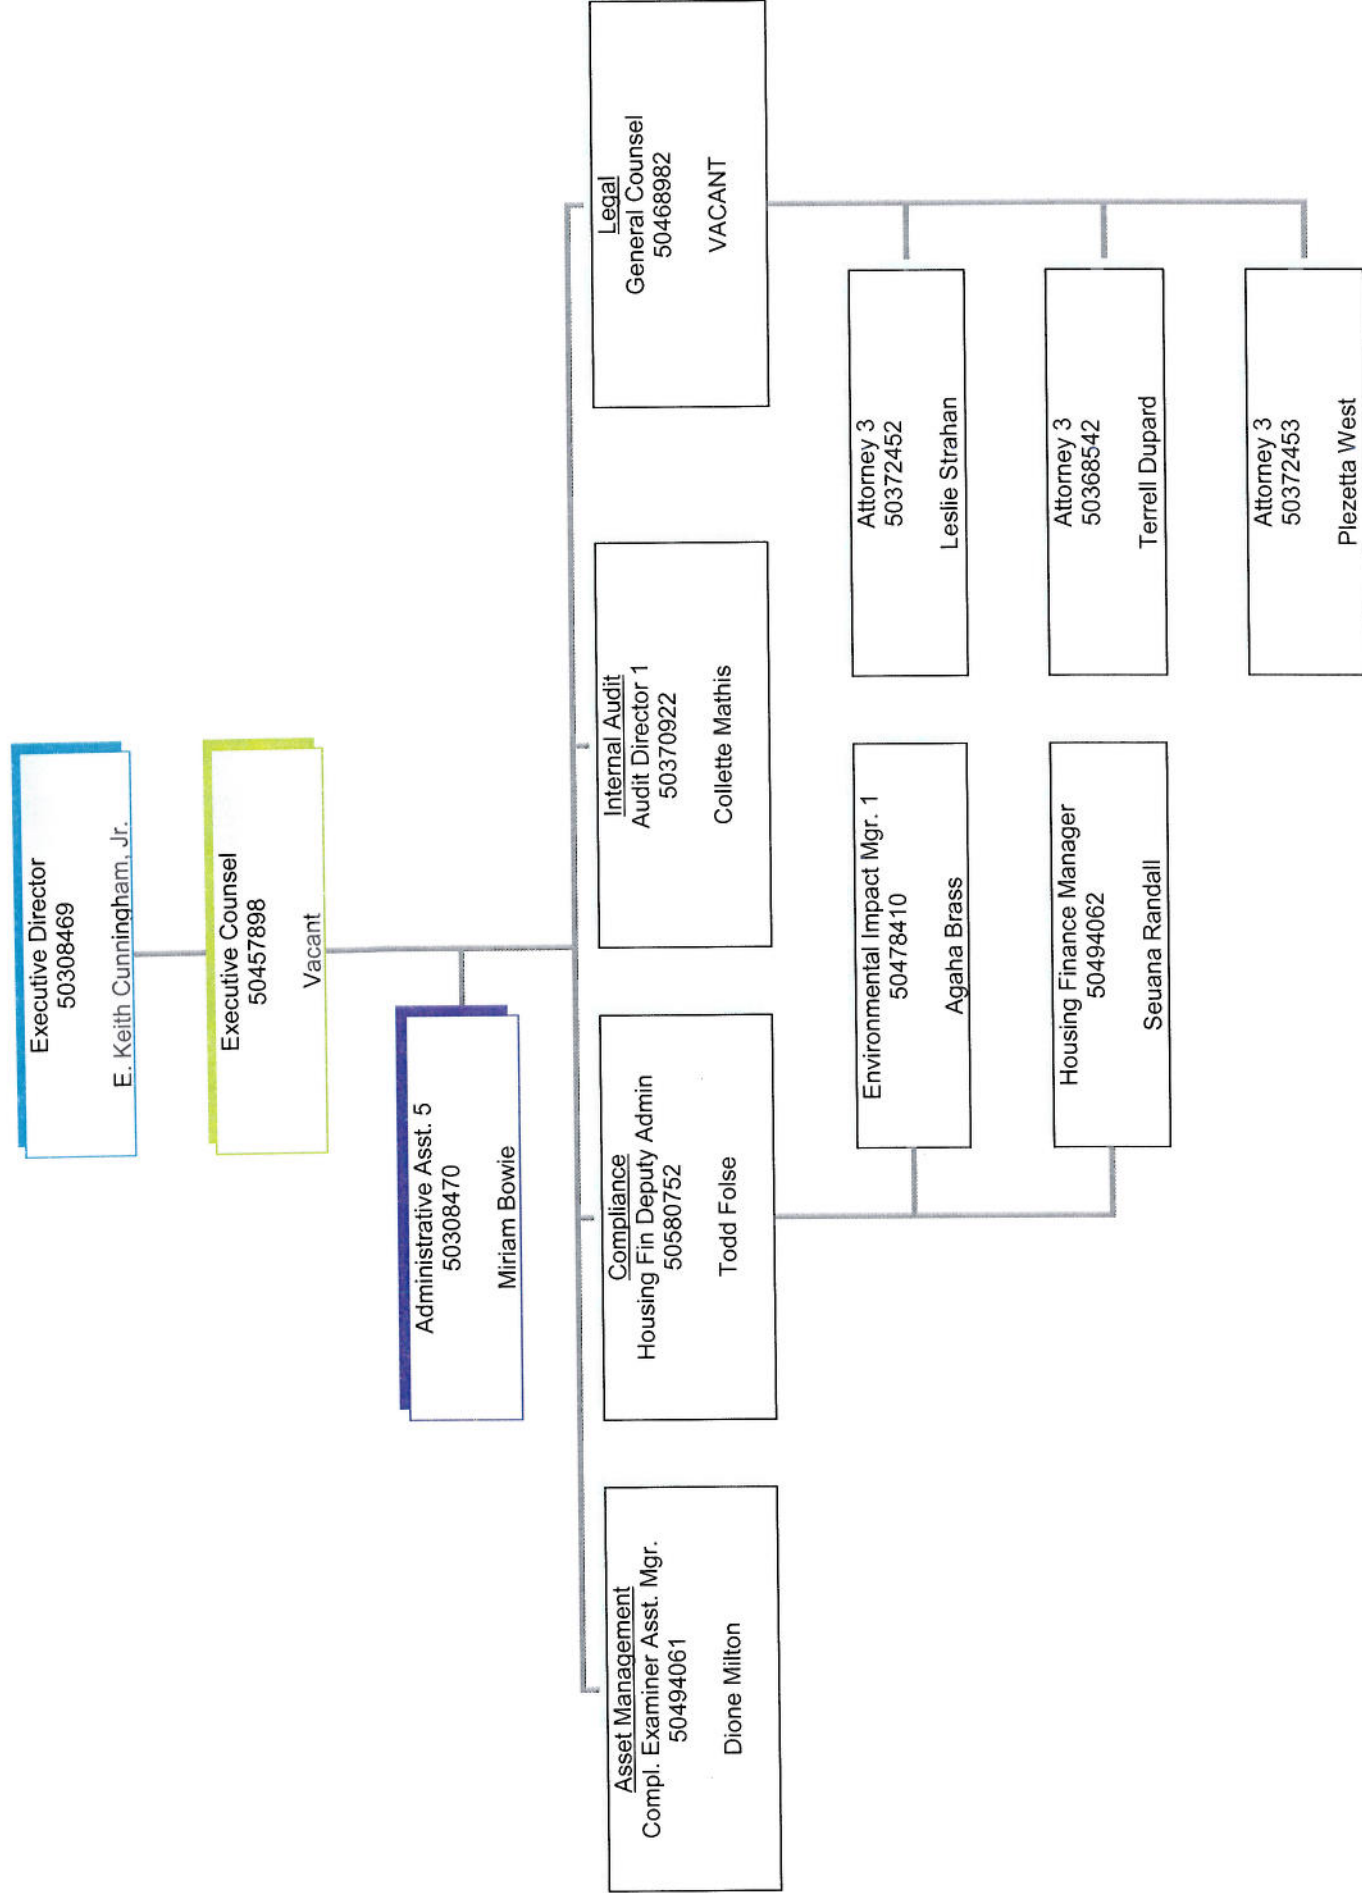 Executive Director
50308469
E. Keith Cunningham, Jr.
Executive Counsel
50457898
Vacant
Administrative Asst. 5
50308470
Miriam Bowie
Asset Management
Compl. Examiner Asst. Mgr.
50494061
Dione Milton
Compliance
Housing Fin Deputy Admin
50580752
Todd Folse
Internal Audit
Audit Director 1
50370922
Collette Mathis
Legal
General Counsel
50468982
VACANT
Environmental Impact Mgr. 1
50478410
Agaha Brass
Attorney 3
50372452
Leslie Strahan
Housing Finance Manager
50494062
Seuana Randall
Attorney 3
50368542
Terrell Dupard
Attorney 3
50372453
Plezetta West